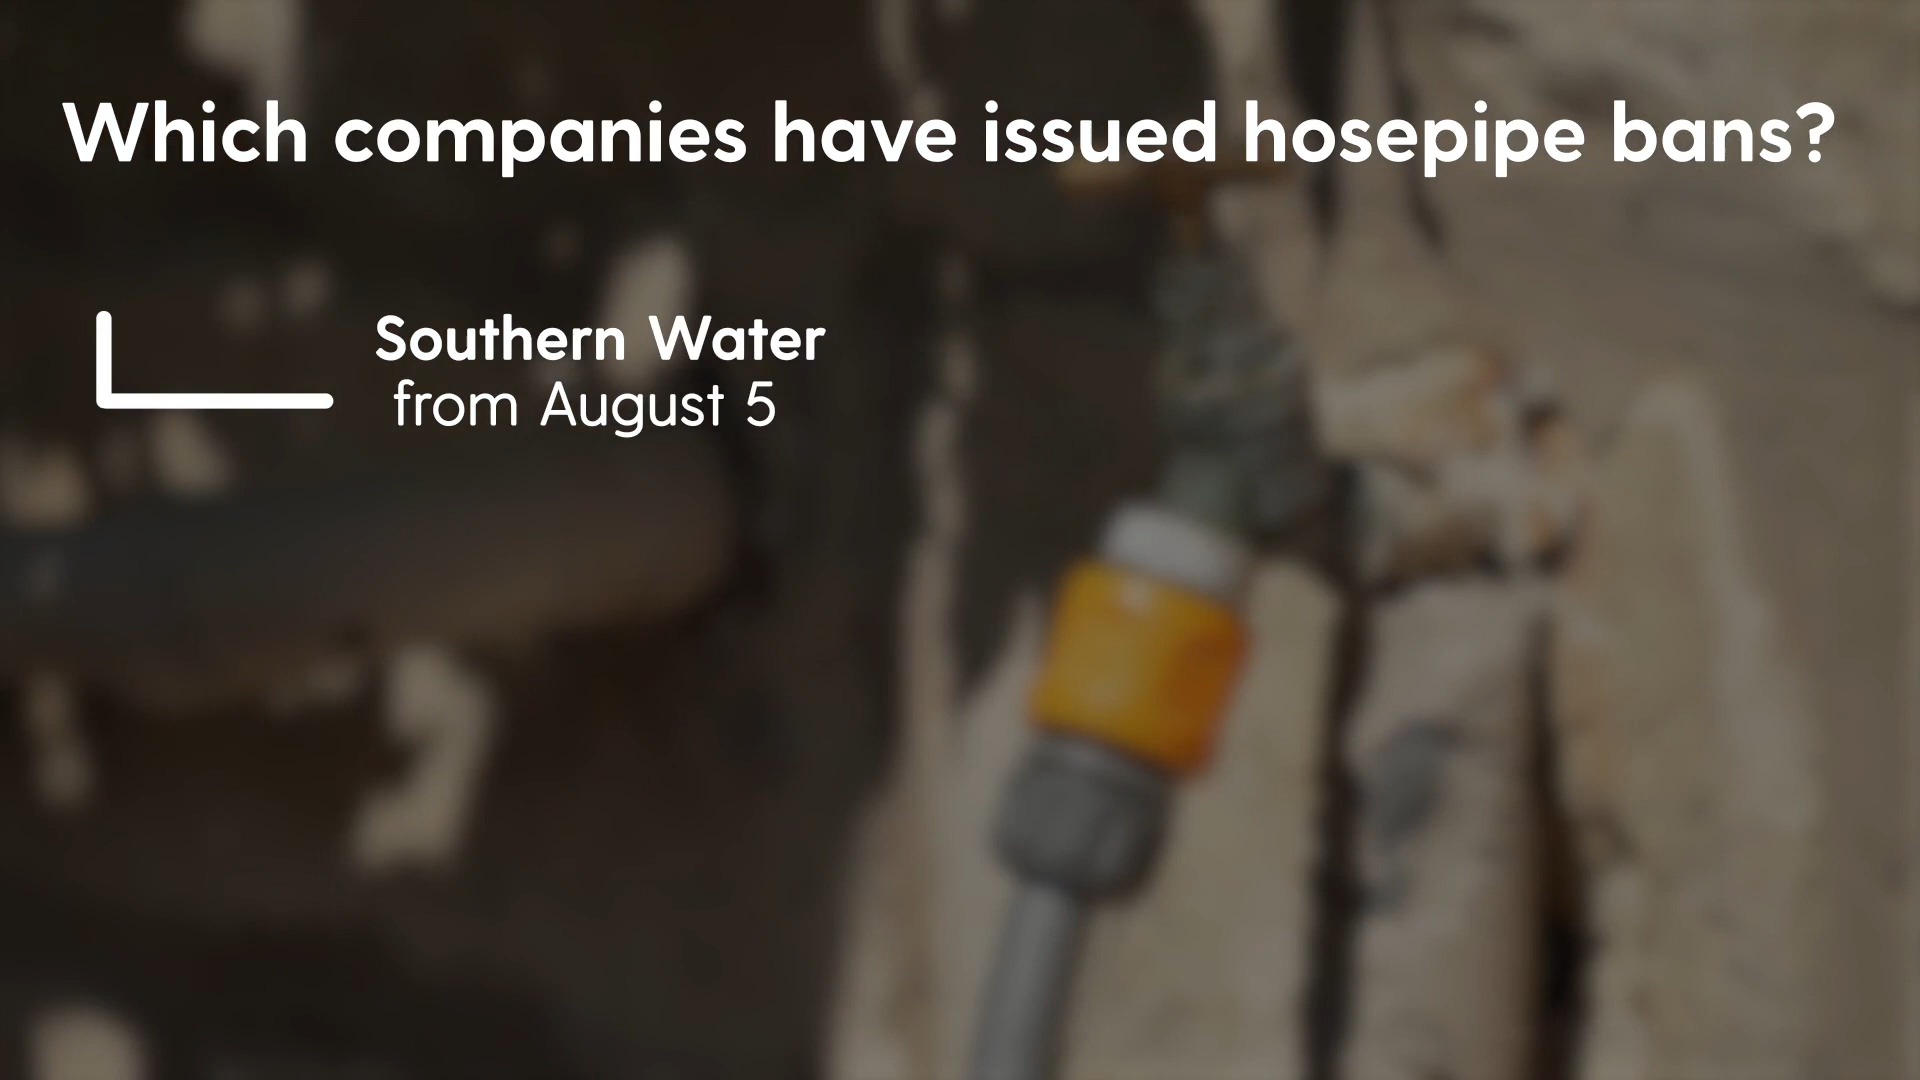 Which companies have issued hosepipe bans?
Southern Water
from August 5